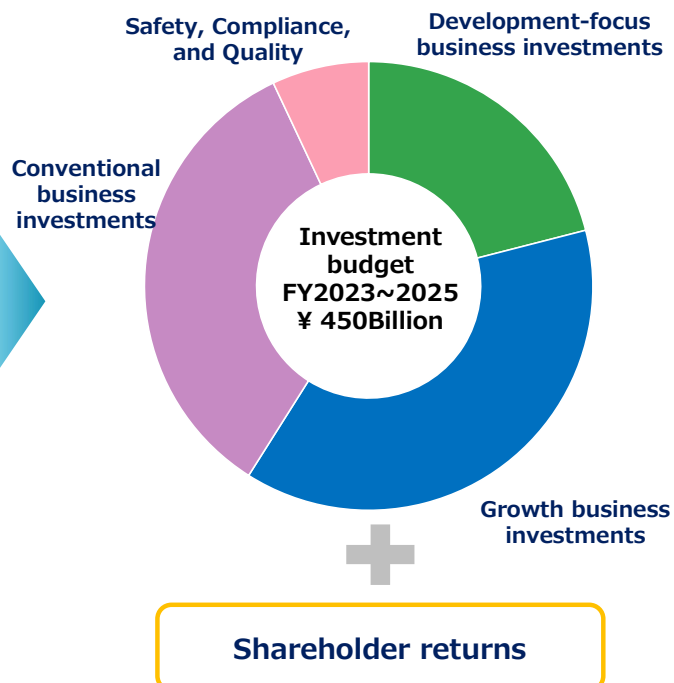 Safety, Compliance,
and Quality
Development-focus
business investments
Conventional
business
investments
Investment
budget
FY2023~2025
¥ 450Billion
Growth business
investments
Shareholder returns